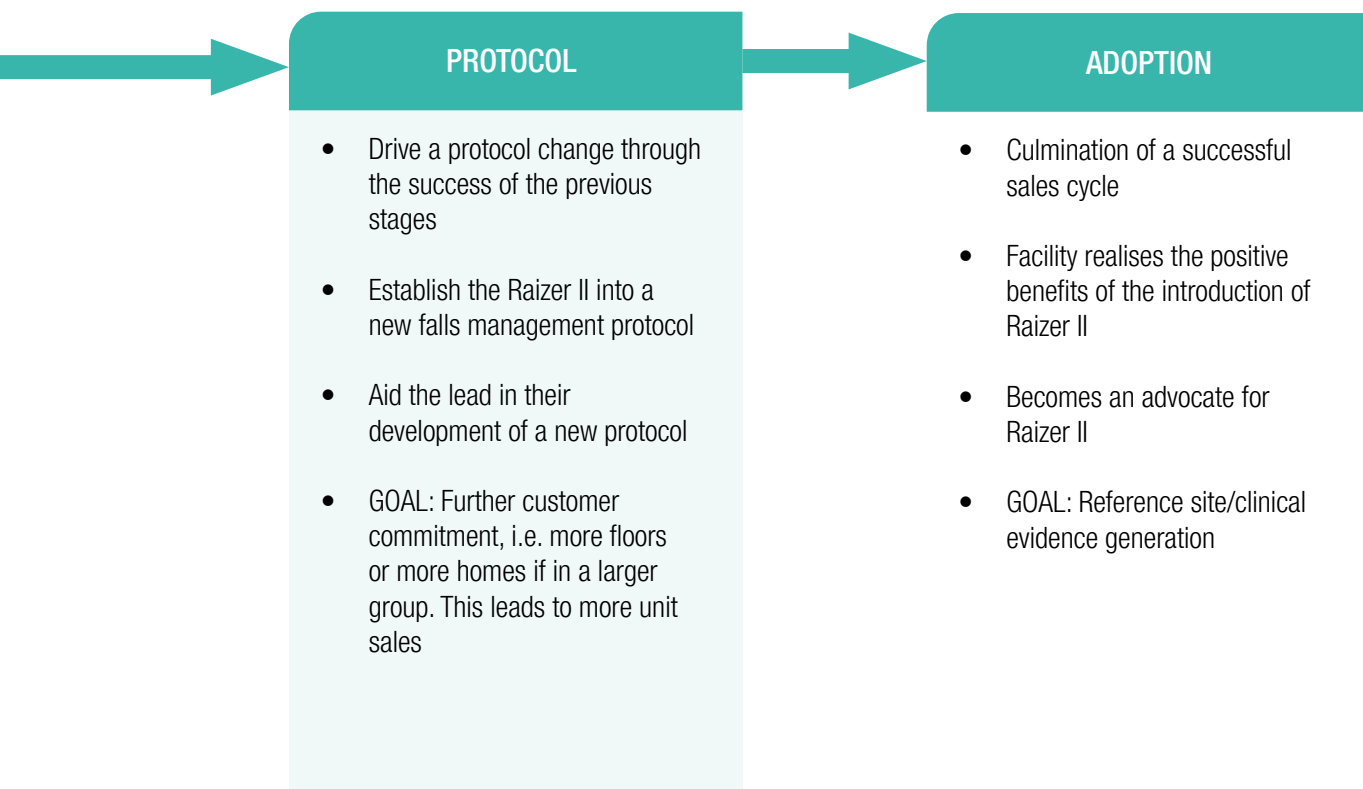 PROTOCOL
• Drive a protocol change through
the success of the previous
stages
• Establish the Raizer II into a
new falls management protocol
• Aid the lead in their
development of a new protocol
• GOAL: Further customer
commitment, i.e. more floors
or more homes if in a larger
group. This leads to more unit
sales
ADOPTION
• Culmination of a successful
sales cycle
• Facility realises the positive
benefits of the introduction of
Raizer II
• Becomes an advocate for
Raizer II
• GOAL: Reference site/clinical
evidence generation